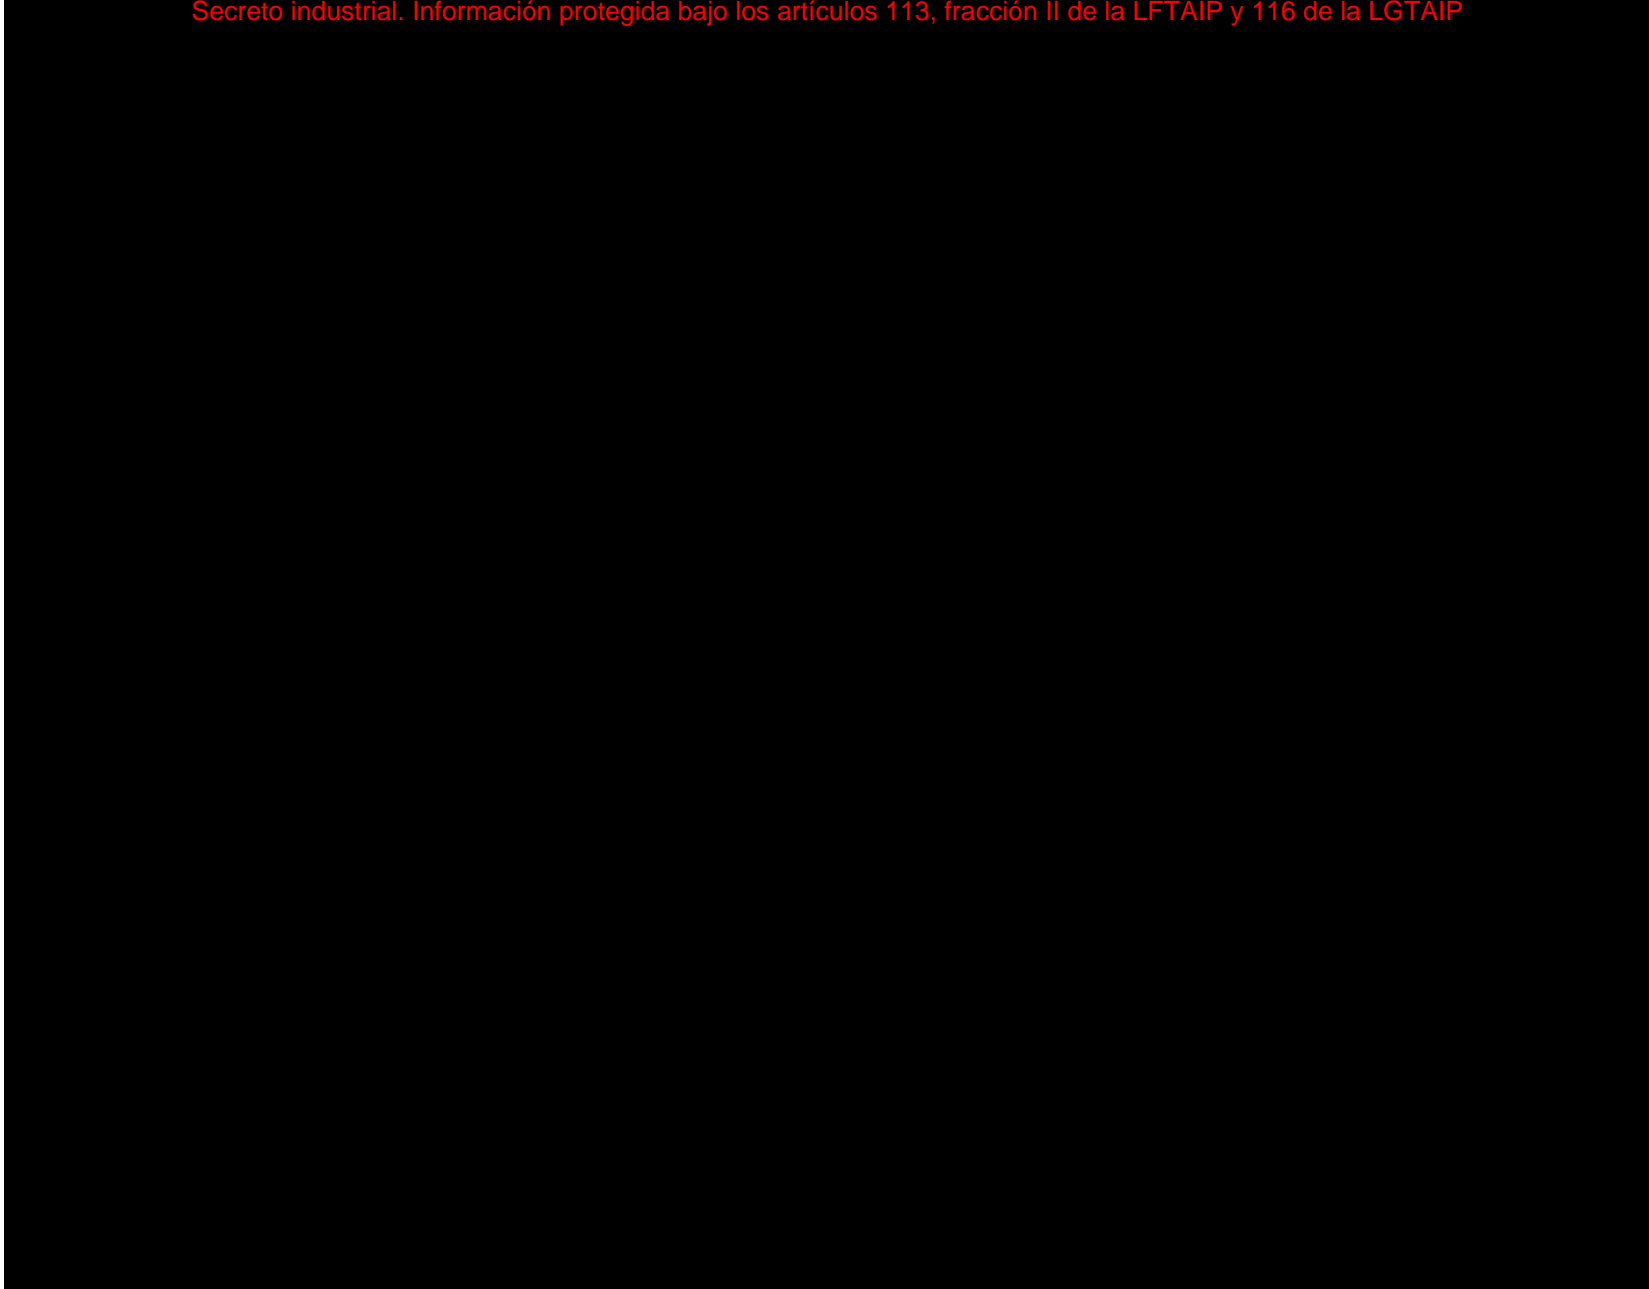 Secreto industrial. Información protegida bajo los artículos 113, fracción II de la LFTAIP y 116 de la LGTAIP